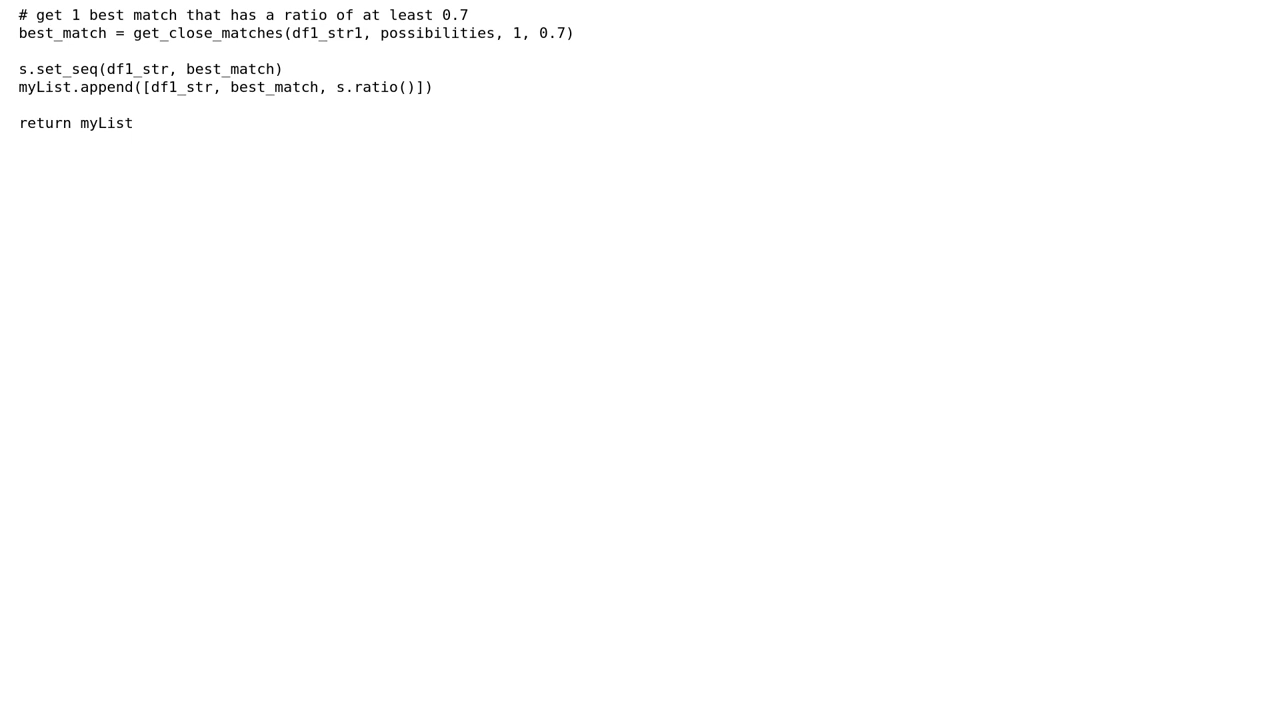 # get 1 best match that has a ratio of at least 0.7
best_match = get_close_matches(df1_str1, possibilities, 1, 0.7)
s.set_seq(df1_str, best_match)
myList.append([df1_str, best_match, s.ratio()])
return myList